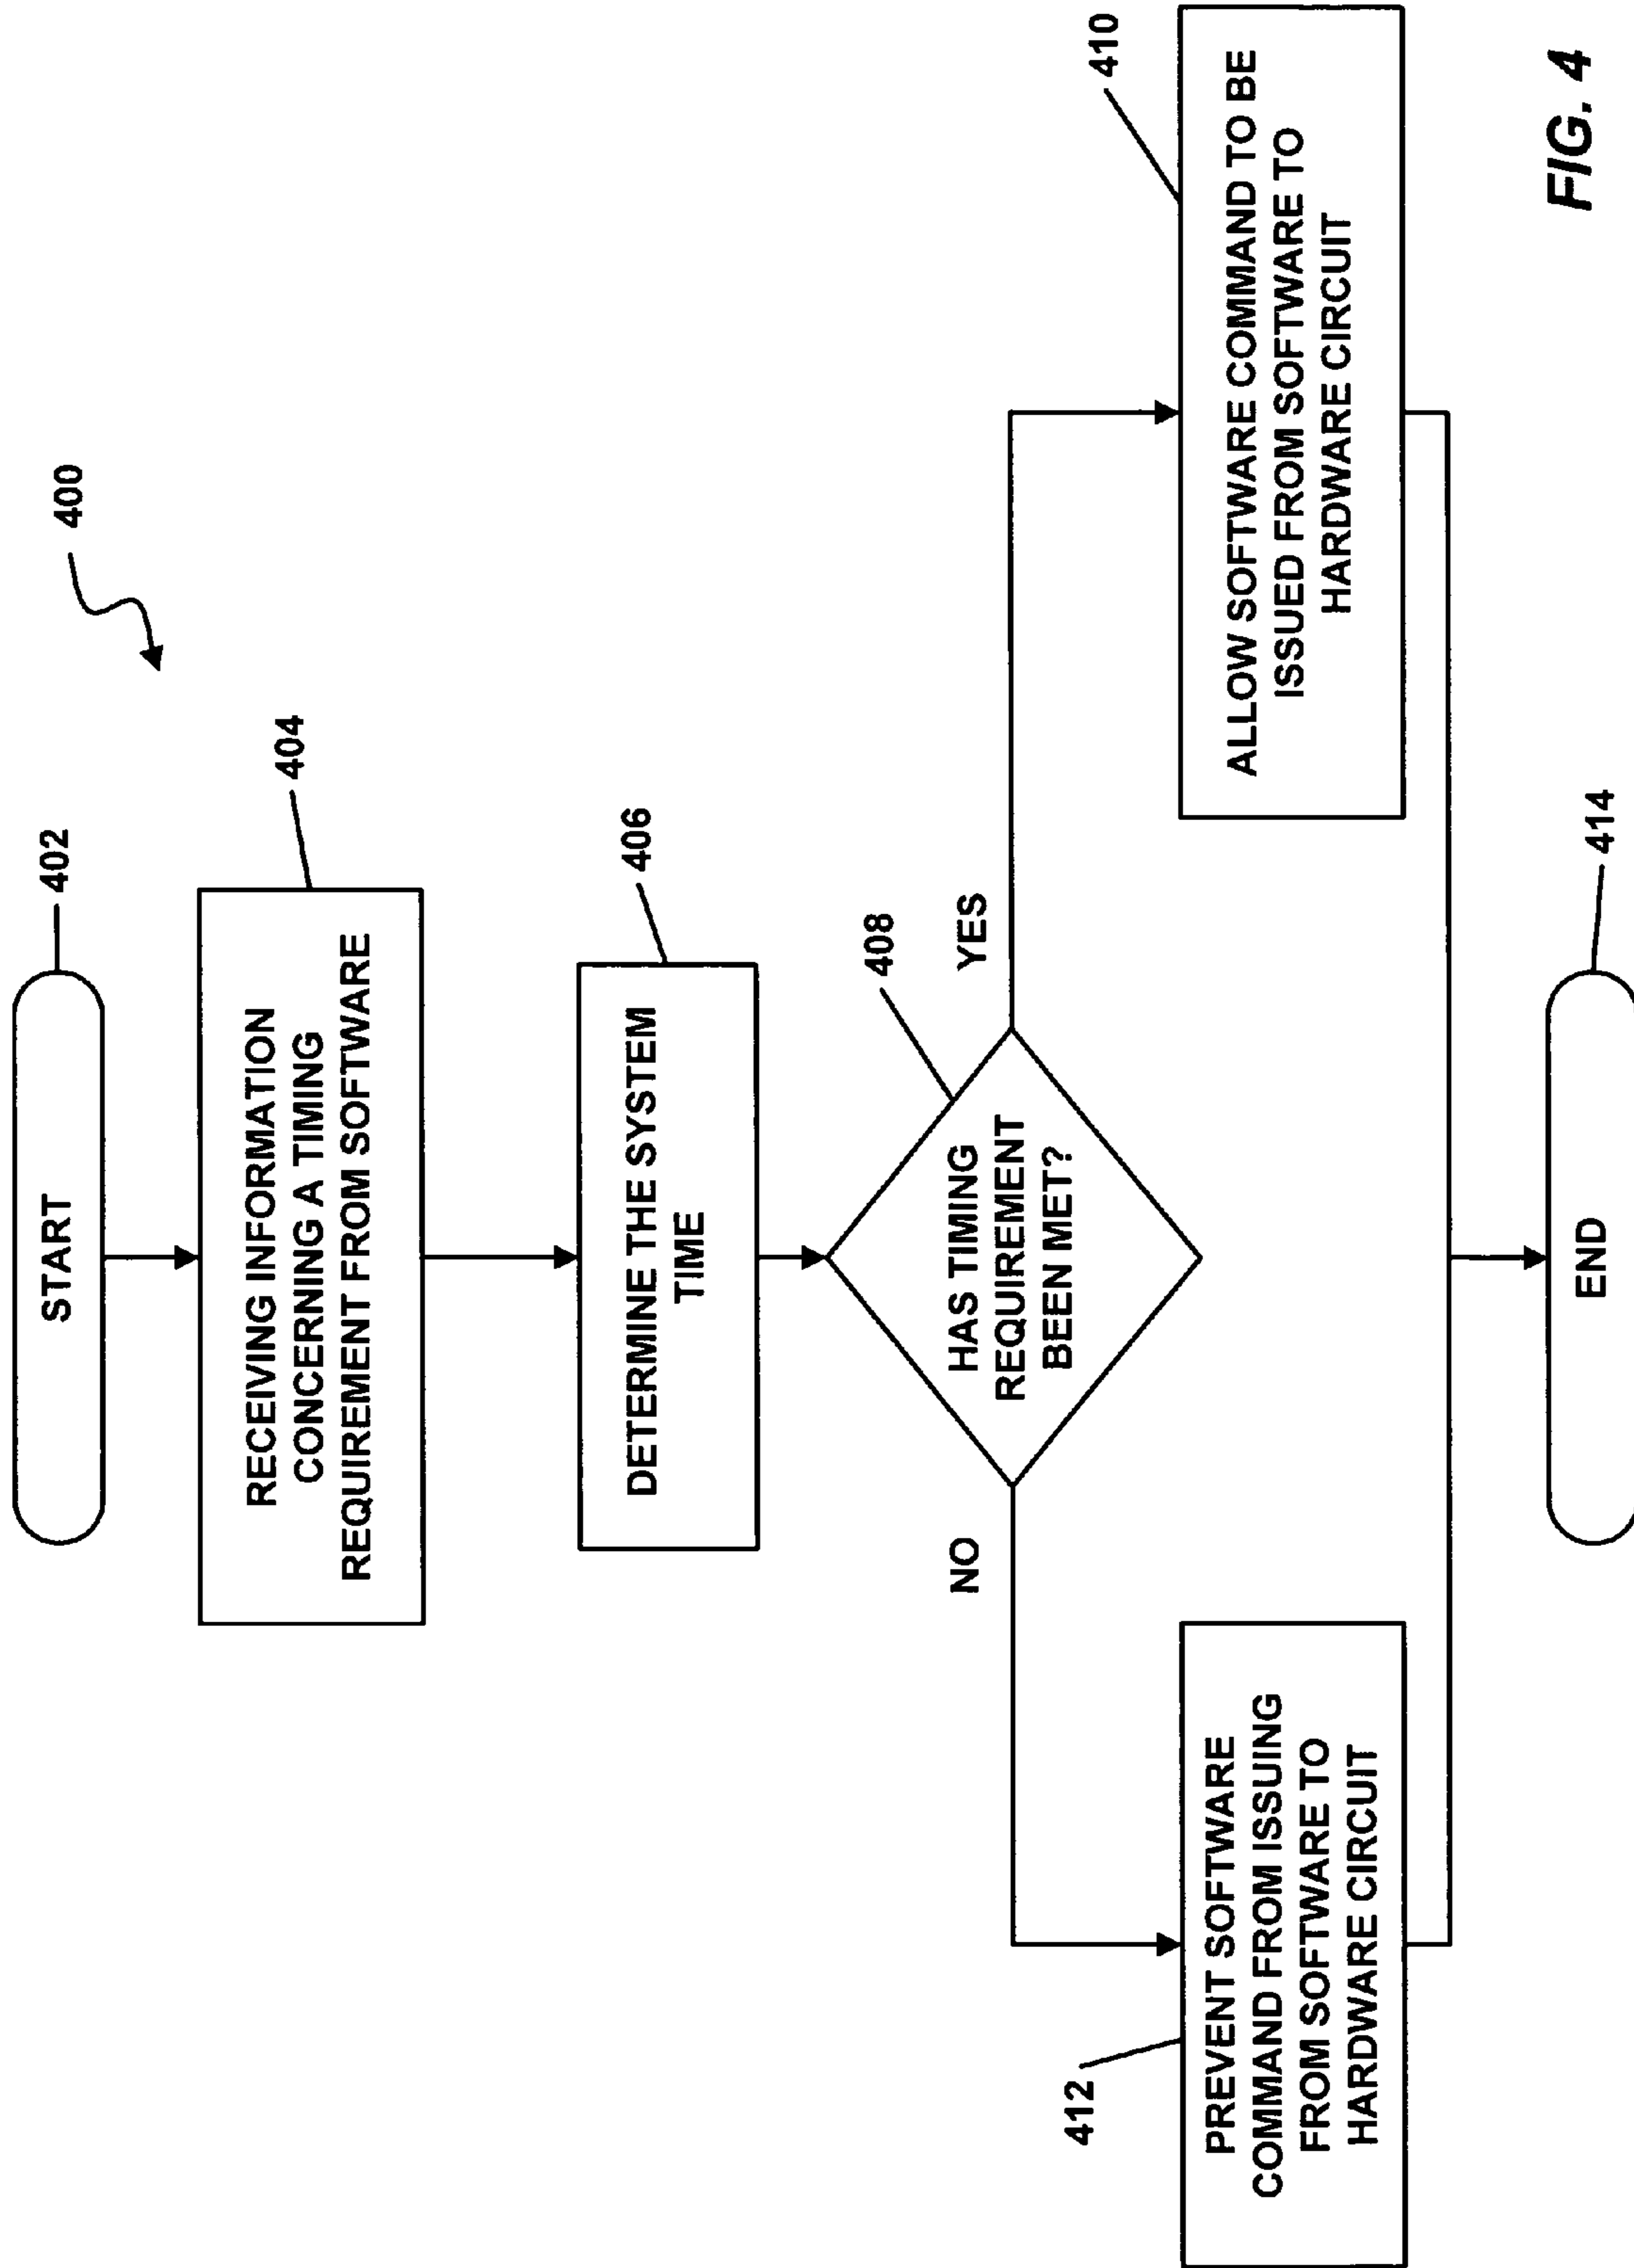 400
START
402
RECEIVING INFORMATION
CONCERNING A TIMING
REQUIREMENT FROM SOFTWARE
404
DETERMINE THE SYSTEM
TIME
406
HAS TIMING
REQUIREMENT
BEEN MET?
408
NO
YES
412
PREVENT SOFTWARE
COMMAND FROM ISSUING
FROM SOFTWARE TO
HARDWARE CIRCUIT
410
ALLOW SOFTWARE COMMAND TO BE
ISSUED FROM SOFTWARE TO
HARDWARE CIRCUIT
END
414
FIG. 4